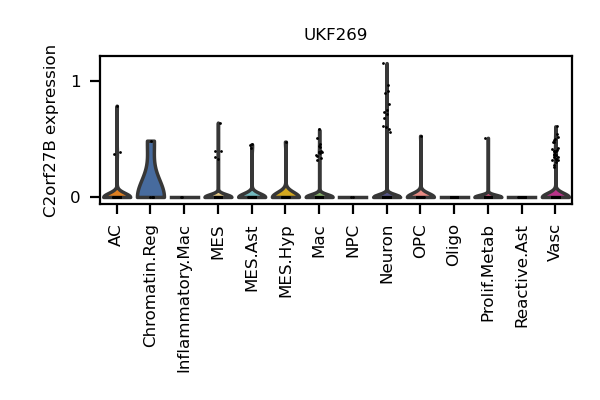 UKF269
C2orf27B expression
1
0
AC
Chromatin.Reg
Inflammatory.Mac
MES
MES.Ast
MES.Hyp
Mac
NPC
Neuron
OPC
Oligo
Prolif.Metab
Reactive.Ast
Vasc